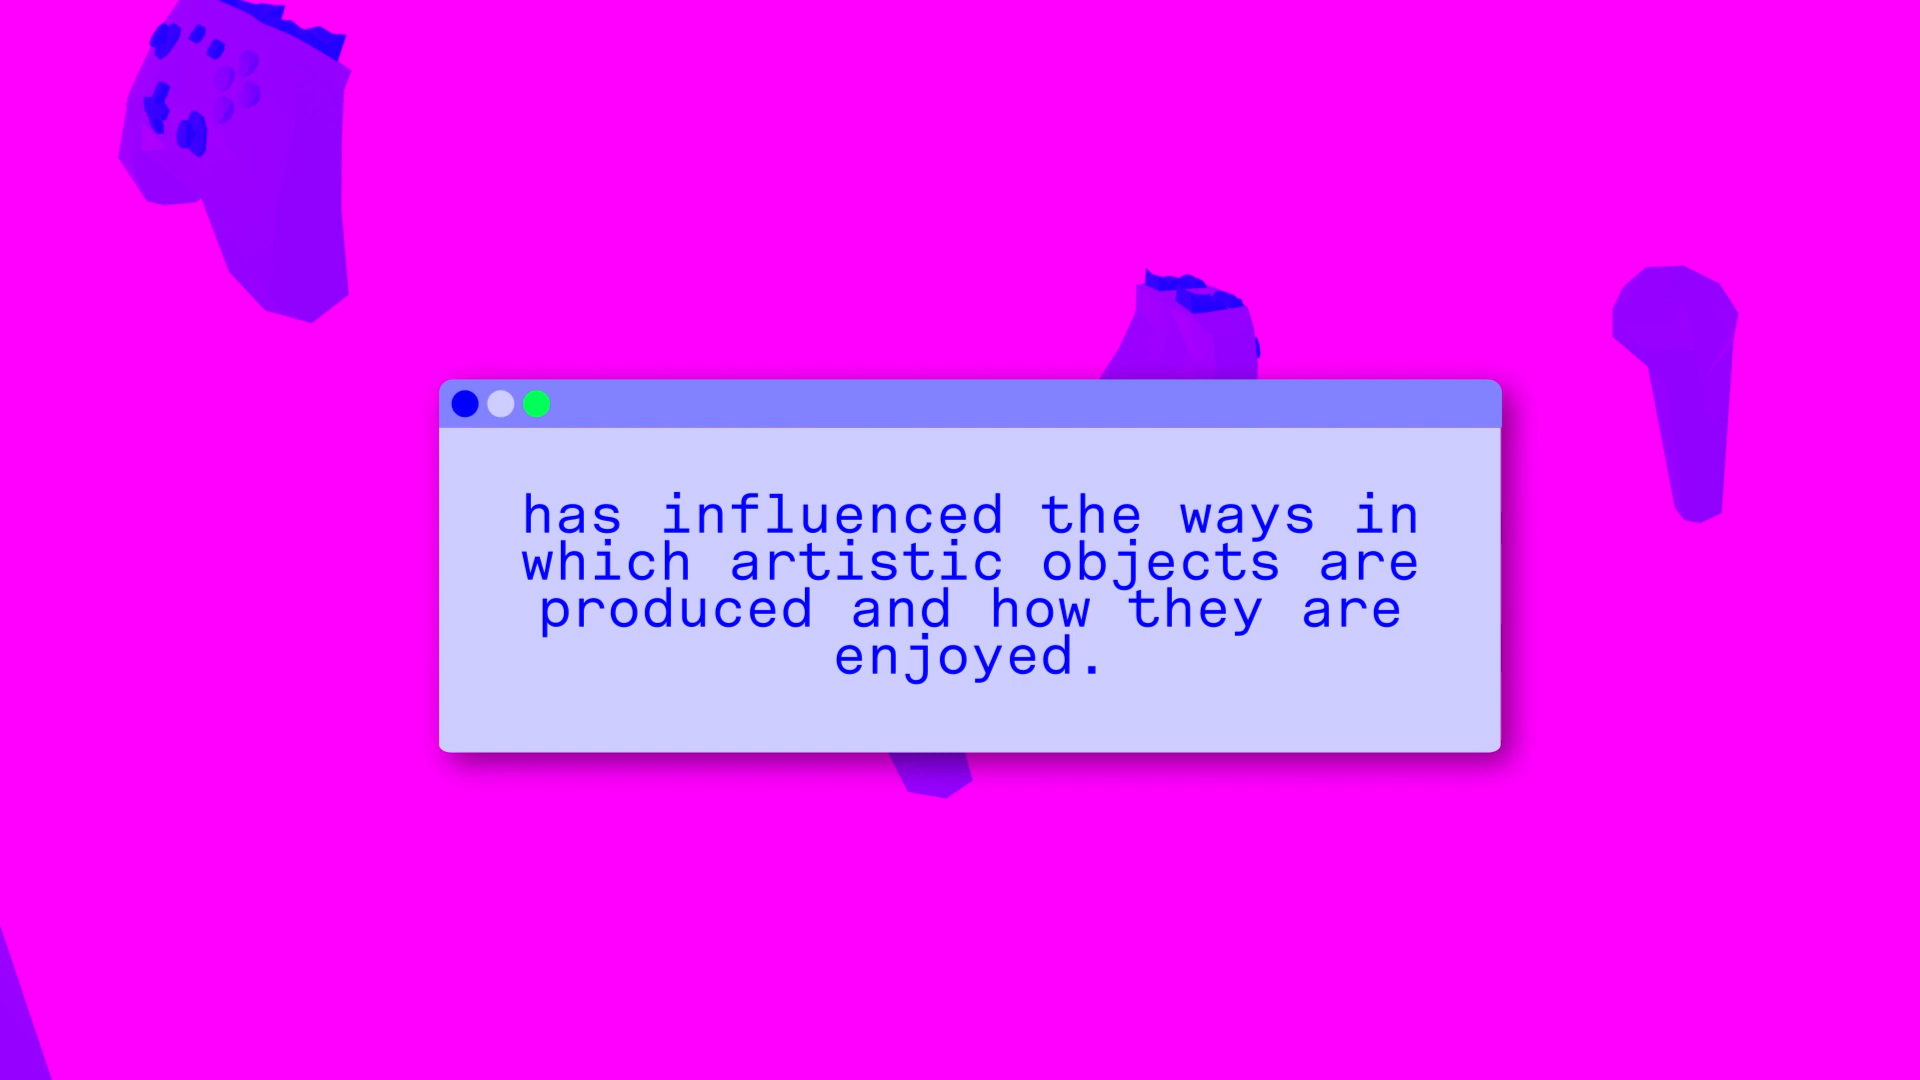 has influenced the ways in
which artistic objects are
produced and how they are
enjoyed.